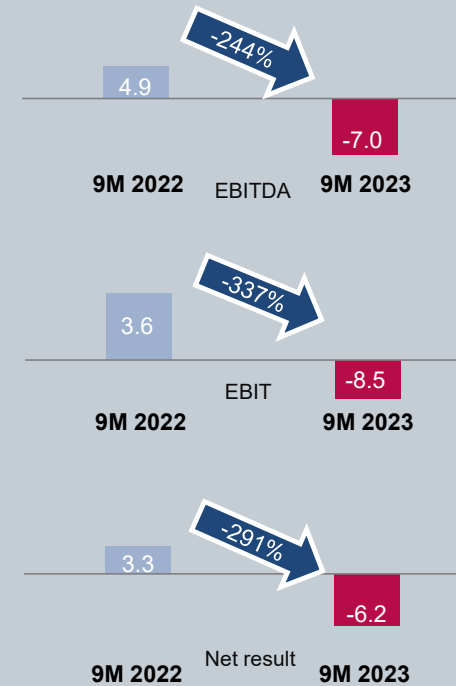 -244%
4.9
-7.0
9M 2022 EBITDA 9M 2023
-337%
3.6
-8.5
EBIT
9M 2022 9M 2023
-291%
3.3
-6.2
Net result
9M 2022 9M 2023